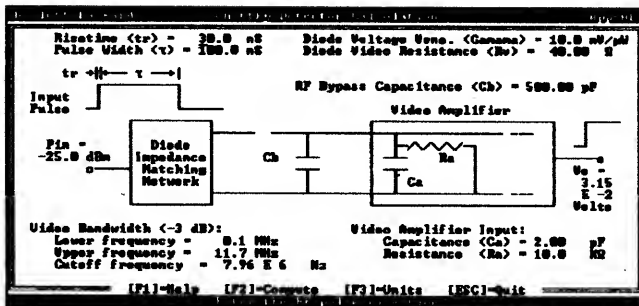 Risetime (tr) = 30.0 nS
Diode Voltage Sens. (Gamama) = 10.0 mV/µW
Pulse Width (τ) = 100.0 nS
Diode Video Resistance (Rv) = 40.00 Ω
tr
τ
RF Bypass Capacitance (Cb) = 500.00 pF
Input
Pulse
Video Amplifier
Pin =
-25.0 dBm
Diode
Impedance
Matching
Network
Cb
Ra
Ca
Vo =
3.15
E -2
Volts
Video Bandwidth (-3 dB):
Video Amplifier Input:
Lower frequency = 0.1 MHz
Capacitance (Ca) = 2.00 pF
Upper frequency = 11.7 MHz
Resistance (Ra) = 10.0 KΩ
Cutoff frequency = 7.96 E 6 Hz
[F1]-Help [F2]-Compute [F3]-Units [ESC]-Quit